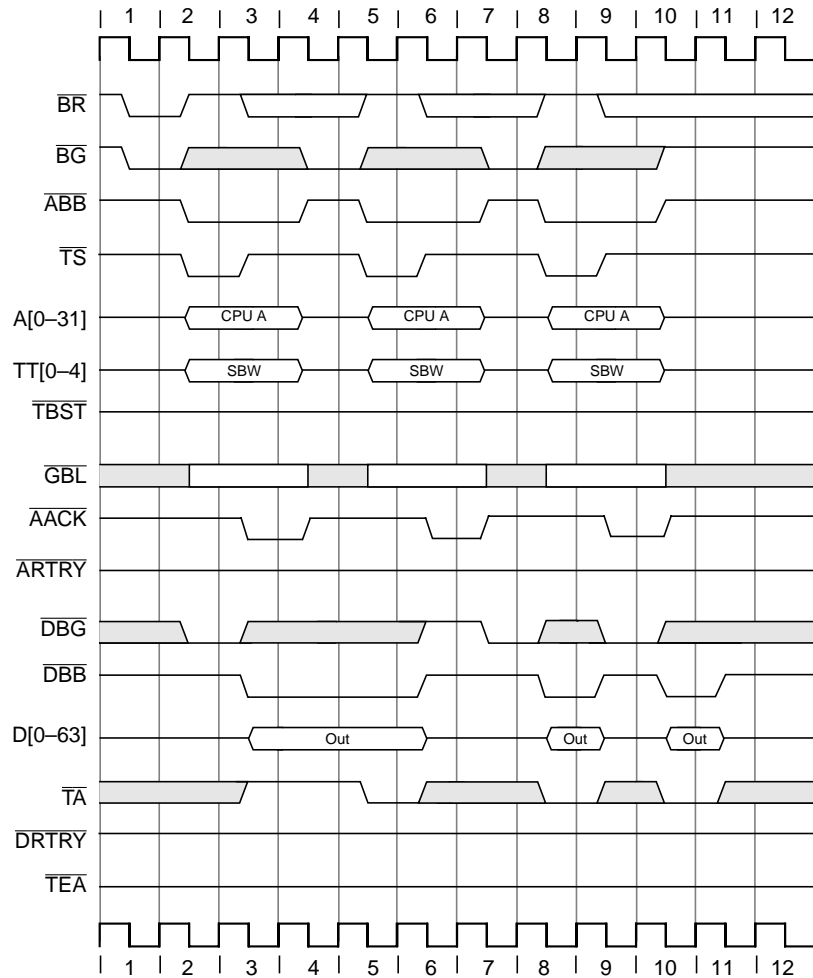 1 2 3 4 5 6 7 8 9 10 11 12
BR
BG
ABB
TS
A[0–31] CPU A CPU A CPU A
TT[0–4] SBW SBW SBW
TBST
GBL
AACK
ARTRY
DBG
DBB
D[0–63] Out Out Out
TA
DRTRY
TEA
1 2 3 4 5 6 7 8 9 10 11 12